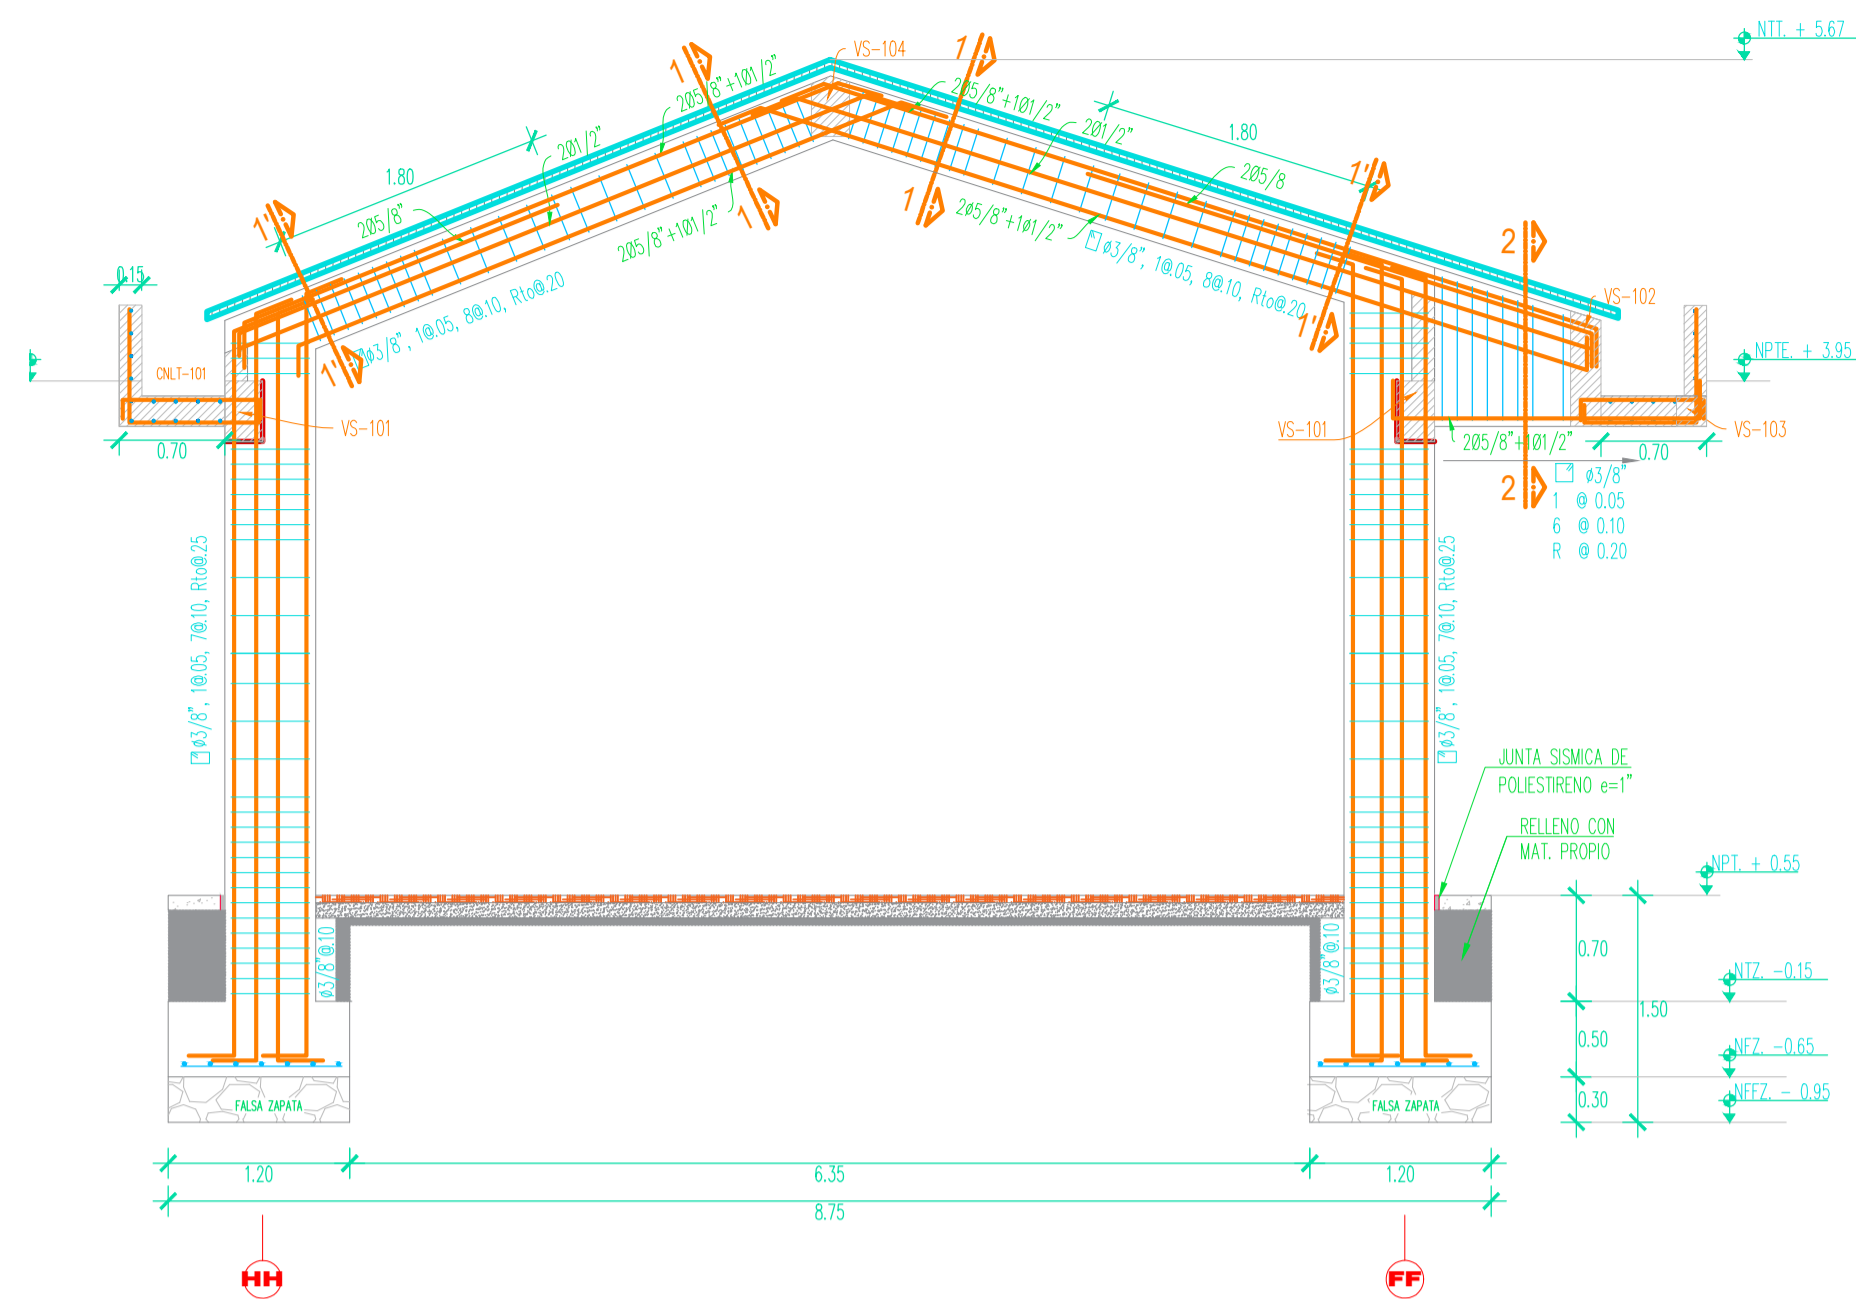 NTT. + 5.67
VS-104
1
1
2Ø5/8"+1Ø1/2"
2Ø5/8"+1Ø1/2"
2Ø1/2"
2Ø1/2"
1.80
1.80
2Ø5/8"
2Ø5/8
1'
1'
1
1
2Ø5/8"+1Ø1/2"
2Ø5/8"+1Ø1/2"
2
ø3/8", 1@.05, 8@.10, Rto@.20
ø3/8", 1@.05, 8@.10, Rto@.20
0.15
VS-102
1'
1'
NPTE. + 3.95
CNLT-101
VS-101
VS-101
VS-103
0.70
2Ø5/8"+1Ø1/2"
0.70
2
ø3/8"
1 @ 0.05
6 @ 0.10
R @ 0.20
ø3/8", 1@.05, 7@.10, Rto@.25
ø3/8", 1@.05, 7@.10, Rto@.25
JUNTA SISMICA DE
POLIESTIRENO e=1"
RELLENO CON
MAT. PROPIO
NPT. + 0.55
ø3/8"@.10
ø3/8"@.10
0.70
NTZ. -0.15
1.50
0.50
NFZ. -0.65
0.30
NFFZ. - 0.95
FALSA ZAPATA
FALSA ZAPATA
1.20
6.35
1.20
8.75
HH
FF